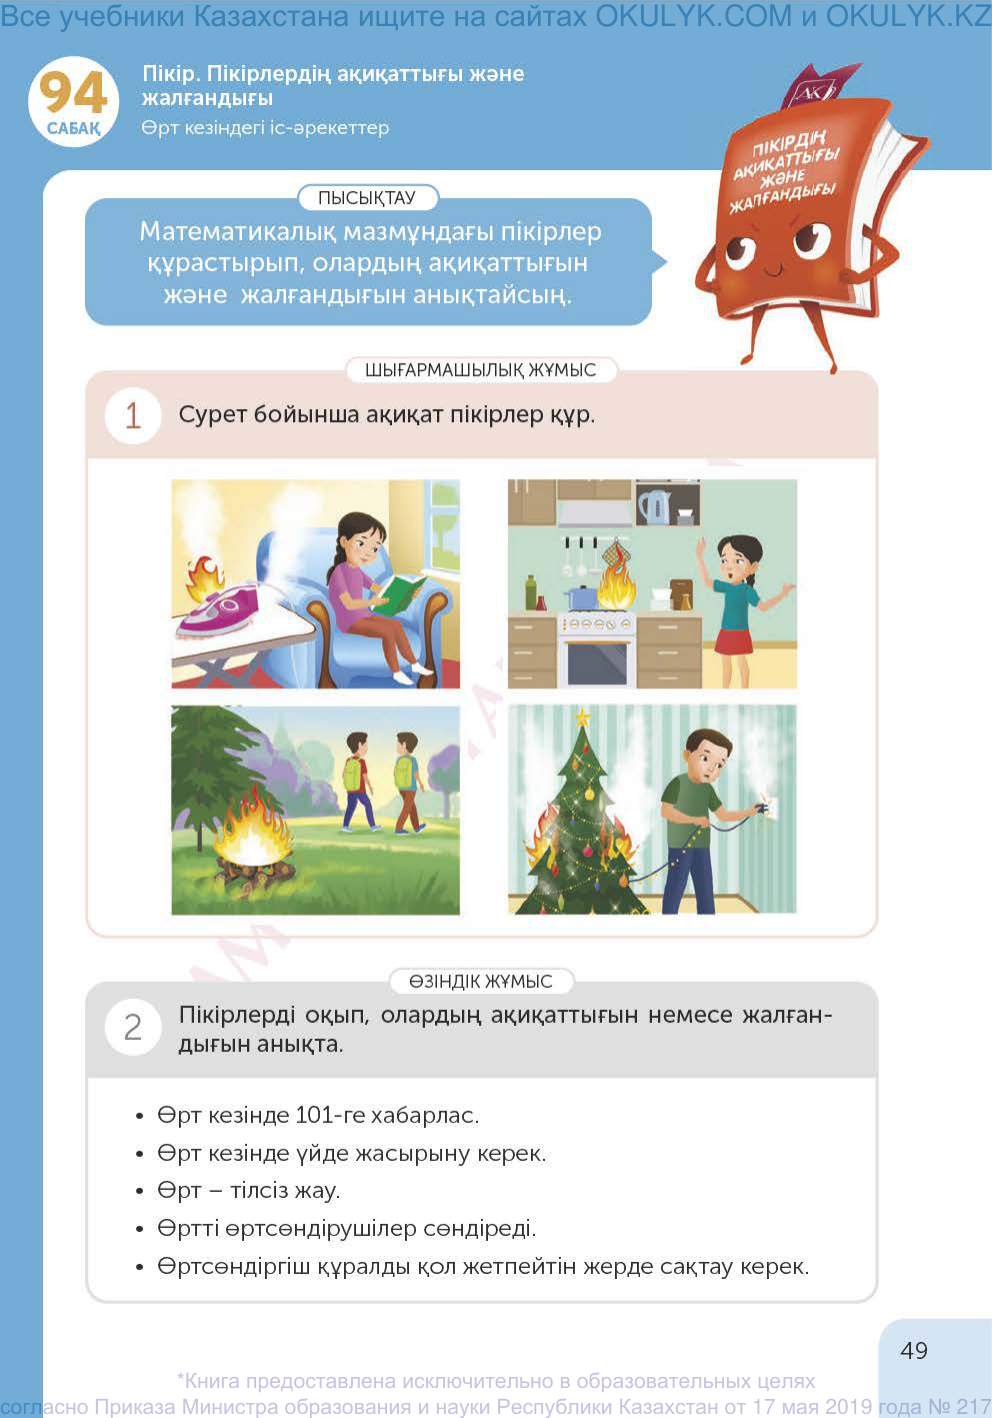 Все учебники Казахстана ищите на сайтах OKULYK.COM и OKULYK.KZ
94
САБАҚ
Пікір. Пікірлердің ақиқаттығы және
жалғандығы
Өрт кезіндегі іс-әрекеттер
ПІКІРДІҢ
АҚИҚАТТЫҒЫ
ЖӘНЕ
ЖАЛҒАНДЫҒЫ
ПЫСЫҚТАУ
Математикалық мазмұндағы пікірлер
құрастырып, олардың ақиқаттығын
және жалғандығын анықтайсың.
ШЫҒАРМАШЫЛЫҚ ЖҰМЫС
1
Сурет бойынша ақиқат пікірлер құр.
ӨЗІНДІК ЖҰМЫС
2
Пікірлерді оқып, олардың ақиқаттығын немесе жалған-
дығын анықта.
• Өрт кезінде 101-ге хабарлас.
• Өрт кезінде үйде жасырыну керек.
• Өрт – тілсіз жау.
• Өртті өртсөндірушілер сөндіреді.
• Өртсөндіргіш құралды қол жетпейтін жерде сақтау керек.
49
*Книга предоставлена исключительно в образовательных целях
согласно Приказа Министра образования и науки Республики Казахстан от 17 мая 2019 года № 217